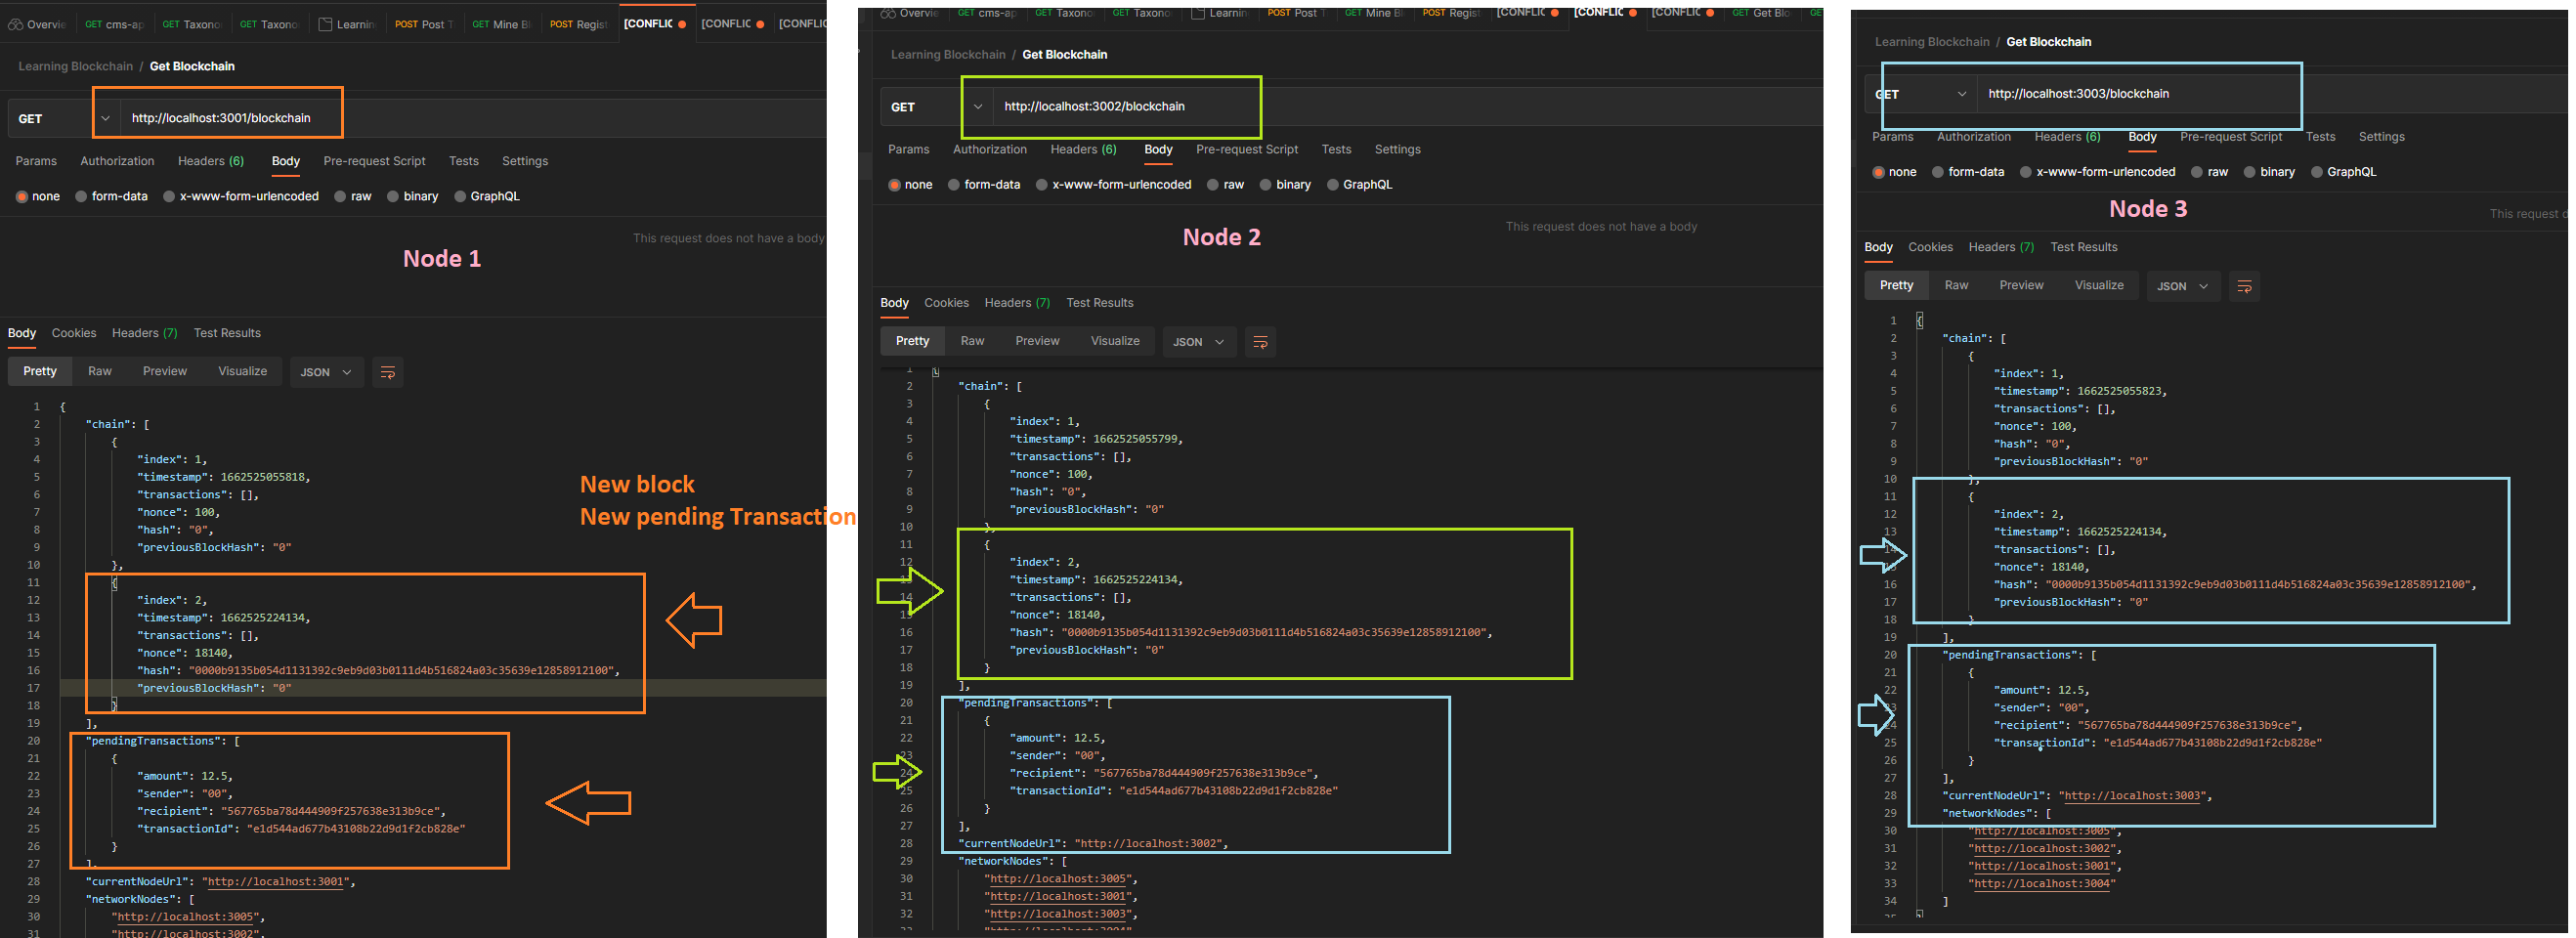 Overvie GET cms-ap GET Taxono GET Taxono Learnin POST Post T GET Mine Bl POST Regist [CONFLIC [CONFLIC [CONFLI
Learning Blockchain / Get Blockchain
GET http://localhost:3001/blockchain
Params Authorization Headers (6) Body Pre-request Script Tests Settings
none form-data x-www-form-urlencoded raw binary GraphQL
This request does not have a body
Node 1
Body Cookies Headers (7) Test Results
Pretty Raw Preview Visualize JSON
1 {
2 "chain": [
3 {
4 "index": 1,
5 "timestamp": 1662525055818,
6 "transactions": [],
7 "nonce": 100,
8 "hash": "0",
9 "previousBlockHash": "0"
10 },
11 {
12 "index": 2,
13 "timestamp": 1662525224134,
14 "transactions": [],
15 "nonce": 18140,
16 "hash": "0000b9135b054d1131392c9eb9d03b0111d4b516824a03c35639e12858912100",
17 "previousBlockHash": "0"
18 }
19 ],
20 "pendingTransactions": [
21 {
22 "amount": 12.5,
23 "sender": "00",
24 "recipient": "567765ba78d444909f257638e313b9ce",
25 "transactionId": "e1d544ad677b43108b22d9d1f2cb828e"
26 }
27 ],
28 "currentNodeUrl": "http://localhost:3001",
29 "networkNodes": [
30 "http://localhost:3005",
31 "http://localhost:3002",
New block
New pending Transaction
Overvie GET cms-ap GET Taxono GET Taxono Learnin POST Post T GET Mine Bl POST Regist [CONFLIC [CONFLIC [CONFLIC GET Get Blo GET
Learning Blockchain / Get Blockchain
GET http://localhost:3002/blockchain
Params Authorization Headers (6) Body Pre-request Script Tests Settings
none form-data x-www-form-urlencoded raw binary GraphQL
This request does not have a body
Node 2
Body Cookies Headers (7) Test Results
Pretty Raw Preview Visualize JSON
1 {
2 "chain": [
3 {
4 "index": 1,
5 "timestamp": 1662525055799,
6 "transactions": [],
7 "nonce": 100,
8 "hash": "0",
9 "previousBlockHash": "0"
10 },
11 {
12 "index": 2,
13 "timestamp": 1662525224134,
14 "transactions": [],
15 "nonce": 18140,
16 "hash": "0000b9135b054d1131392c9eb9d03b0111d4b516824a03c35639e12858912100",
17 "previousBlockHash": "0"
18 }
19 ],
20 "pendingTransactions": [
21 {
22 "amount": 12.5,
23 "sender": "00",
24 "recipient": "567765ba78d444909f257638e313b9ce",
25 "transactionId": "e1d544ad677b43108b22d9d1f2cb828e"
26 }
27 ],
28 "currentNodeUrl": "http://localhost:3002",
29 "networkNodes": [
30 "http://localhost:3005",
31 "http://localhost:3001",
32 "http://localhost:3003",
33 "http://localhost:3004"
Learning Blockchain / Get Blockchain
GET http://localhost:3003/blockchain
Params Authorization Headers (6) Body Pre-request Script Tests Settings
none form-data x-www-form-urlencoded raw binary GraphQL
Node 3
This request d
Body Cookies Headers (7) Test Results
Pretty Raw Preview Visualize JSON
1 {
2 "chain": [
3 {
4 "index": 1,
5 "timestamp": 1662525055823,
6 "transactions": [],
7 "nonce": 100,
8 "hash": "0",
9 "previousBlockHash": "0"
10 },
11 {
12 "index": 2,
13 "timestamp": 1662525224134,
14 "transactions": [],
15 "nonce": 18140,
16 "hash": "0000b9135b054d1131392c9eb9d03b0111d4b516824a03c35639e12858912100",
17 "previousBlockHash": "0"
18 }
19 ],
20 "pendingTransactions": [
21 {
22 "amount": 12.5,
23 "sender": "00",
24 "recipient": "567765ba78d444909f257638e313b9ce",
25 "transactionId": "e1d544ad677b43108b22d9d1f2cb828e"
26 }
27 ],
28 "currentNodeUrl": "http://localhost:3003",
29 "networkNodes": [
30 "http://localhost:3005",
31 "http://localhost:3002",
32 "http://localhost:3001",
33 "http://localhost:3004"
34 ]
35 }